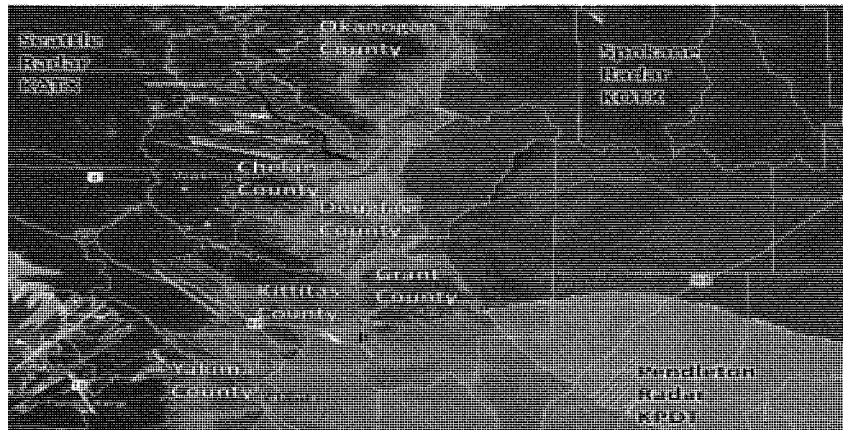 Okanogan
County
Seattle
Radar
KATX
Spokane
Radar
KOTX
Chelan
County
Douglas
County
Grant
County
Kittitas
County
Yakima
County
Pendleton
Radar
KPDT